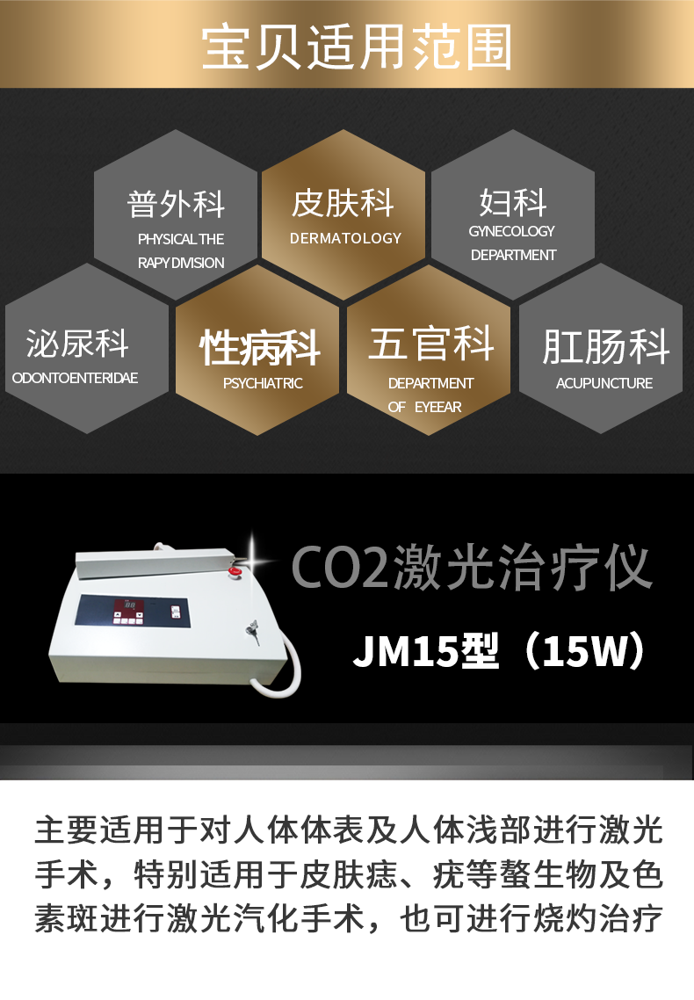 宝贝适用范围
普外科
PHYSICAL THE
RAPY DIVISION
皮肤科
DERMATOLOGY
妇科
GYNECOLOGY
DEPARTMENT
泌尿科
ODONTOENTERIDAE
性病科
PSYCHIATRIC
五官科
DEPARTMENT
OF EYEEAR
肛肠科
ACUPUNCTURE
CO2激光治疗仪
JM15型（15W）
主要适用于对人体体表及人体浅部进行激光
手术，特别适用于皮肤痣、疣等螯生物及色
素斑进行激光汽化手术，也可进行烧灼治疗